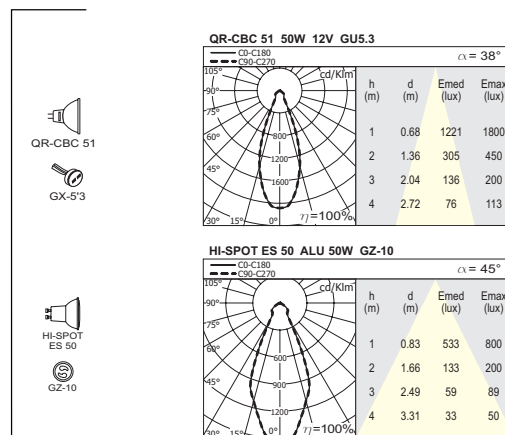 QR-CBC 51
GX-5'3
QR-CBC 51 50W 12V GU5.3
C0-C180
C90-C270
α = 38°
105°
90°
75°
60°
45°
30° 15° 0°
cd/Klm
800
1200
1600
η=100%
h d Emed Emax
(m) (m) (lux) (lux)
1 0.68 1221 1800
2 1.36 305 450
3 2.04 136 200
4 2.72 76 113
HI-SPOT
ES 50
GZ-10
HI-SPOT ES 50 ALU 50W GZ-10
C0-C180
C90-C270
α = 45°
105°
90°
75°
60°
45°
30° 15° 0°
cd/Klm
600
900
1200
η=100%
h d Emed Emax
(m) (m) (lux) (lux)
1 0.83 533 800
2 1.66 133 200
3 2.49 59 89
4 3.31 33 50